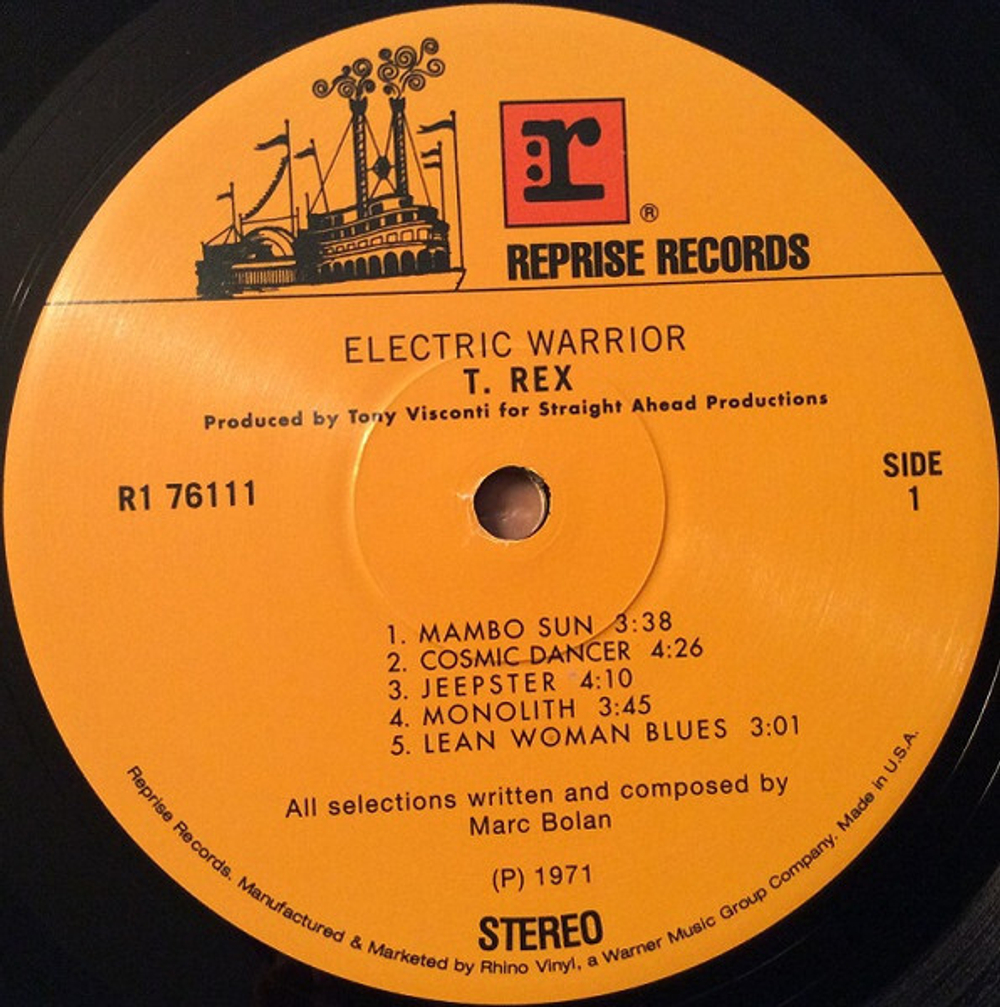 r
®
REPRISE RECORDS
ELECTRIC WARRIOR
T. REX
Produced by Tony Visconti for Straight Ahead Productions
R1 76111
SIDE
1
1. MAMBO SUN 3:38
2. COSMIC DANCER 4:26
3. JEEPSTER 4:10
4. MONOLITH 3:45
5. LEAN WOMAN BLUES 3:01
All selections written and composed by
Marc Bolan
(P) 1971
STEREO
Reprise Records. Manufactured & Marketed by Rhino Vinyl, a Warner Music Group Company. Made in U.S.A.